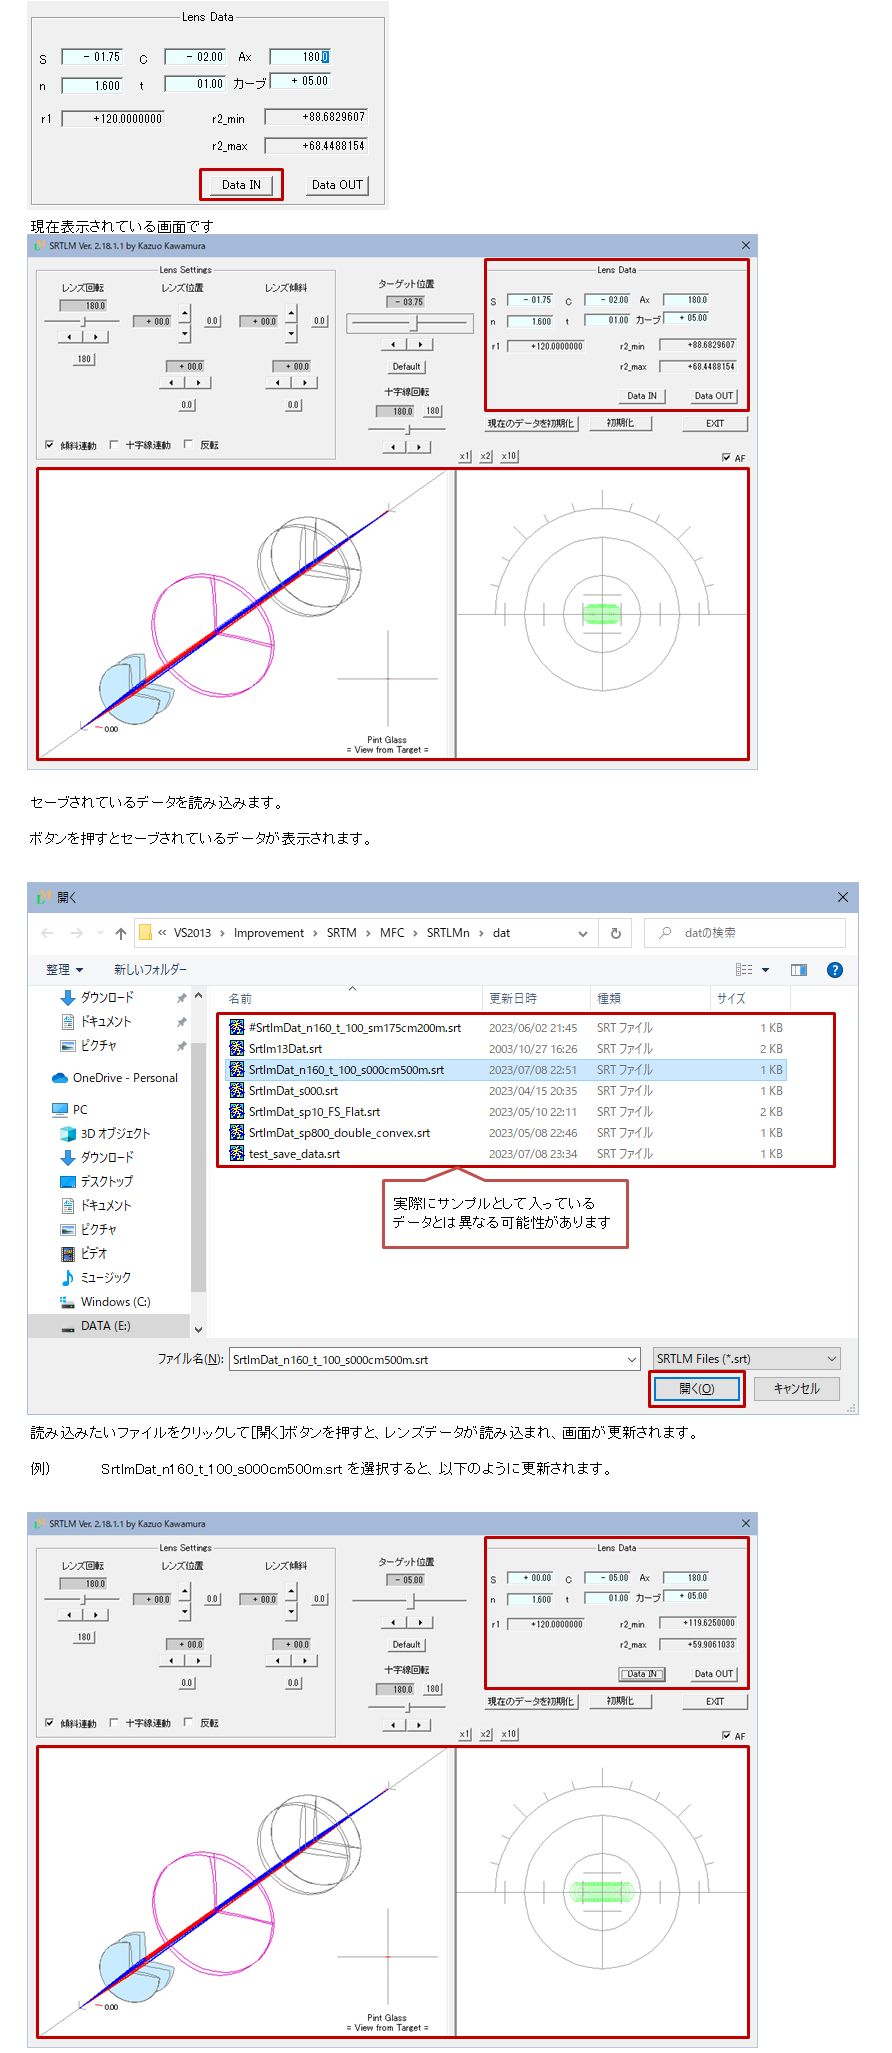 Lens Data
S - 01.75 C - 02.00 Ax 180.0
n 1.600 t 01.00 カーブ + 05.00
r1 +120.0000000 r2_min +88.6829607
r2_max +68.4488154
Data IN Data OUT
現在表示されている画面です
SRTLM Ver. 2.18.1.1 by Kazuo Kawamura
Lens Settings
レンズ回転 レンズ位置 レンズ傾斜
180.0
+ 00.0 0.0 + 00.0 0.0
180
+ 00.0 + 00.0
0.0 0.0
傾斜連動 十字線連動 反転
ターゲット位置
- 03.75
Default
十字線回転
180.0 180
Lens Data
S - 01.75 C - 02.00 Ax 180.0
n 1.600 t 01.00 カーブ + 05.00
r1 +120.0000000 r2_min +88.6829607
r2_max +68.4488154
Data IN Data OUT
現在のデータを初期化 初期化 EXIT
x1 x2 x10 AF
0.00
Pint Glass
= View from Target =
セーブされているデータを読み込みます。
ボタンを押すとセーブされているデータが表示されます。
開く
« VS2013 › Improvement › SRTM › MFC › SRTLMn › dat
datの検索
整理 新しいフォルダー
ダウンロード
ドキュメント
ピクチャ
OneDrive - Personal
PC
3D オブジェクト
ダウンロード
デスクトップ
ドキュメント
ピクチャ
ビデオ
ミュージック
Windows (C:)
DATA (E:)
名前 更新日時 種類 サイズ
#SrtlmDat_n160_t_100_sm175cm200m.srt 2023/06/02 21:45 SRT ファイル 1 KB
Srtlm13Dat.srt 2003/10/27 16:26 SRT ファイル 2 KB
SrtlmDat_n160_t_100_s000cm500m.srt 2023/07/08 22:51 SRT ファイル 1 KB
SrtlmDat_s000.srt 2023/04/15 20:35 SRT ファイル 1 KB
SrtlmDat_sp10_FS_Flat.srt 2023/05/10 22:11 SRT ファイル 2 KB
SrtlmDat_sp800_double_convex.srt 2023/05/08 22:46 SRT ファイル 1 KB
test_save_data.srt 2023/07/08 23:34 SRT ファイル 1 KB
実際にサンプルとして入っている
データとは異なる可能性があります
ファイル名(N): SrtlmDat_n160_t_100_s000cm500m.srt SRTLM Files (*.srt)
開く(O) キャンセル
読み込みたいファイルをクリックして[開く]ボタンを押すと、レンズデータが読み込まれ、画面が更新されます。
例) SrtlmDat_n160_t_100_s000cm500m.srt を選択すると、以下のように更新されます。
SRTLM Ver. 2.18.1.1 by Kazuo Kawamura
Lens Settings
レンズ回転 レンズ位置 レンズ傾斜
180.0
+ 00.0 0.0 + 00.0 0.0
180
+ 00.0 + 00.0
0.0 0.0
傾斜連動 十字線連動 反転
ターゲット位置
- 05.00
Default
十字線回転
180.0 180
Lens Data
S + 00.00 C - 05.00 Ax 180.0
n 1.600 t 01.00 カーブ + 05.00
r1 +120.0000000 r2_min +119.6250000
r2_max +59.9061033
Data IN Data OUT
現在のデータを初期化 初期化 EXIT
x1 x2 x10 AF
0.00
Pint Glass
= View from Target =